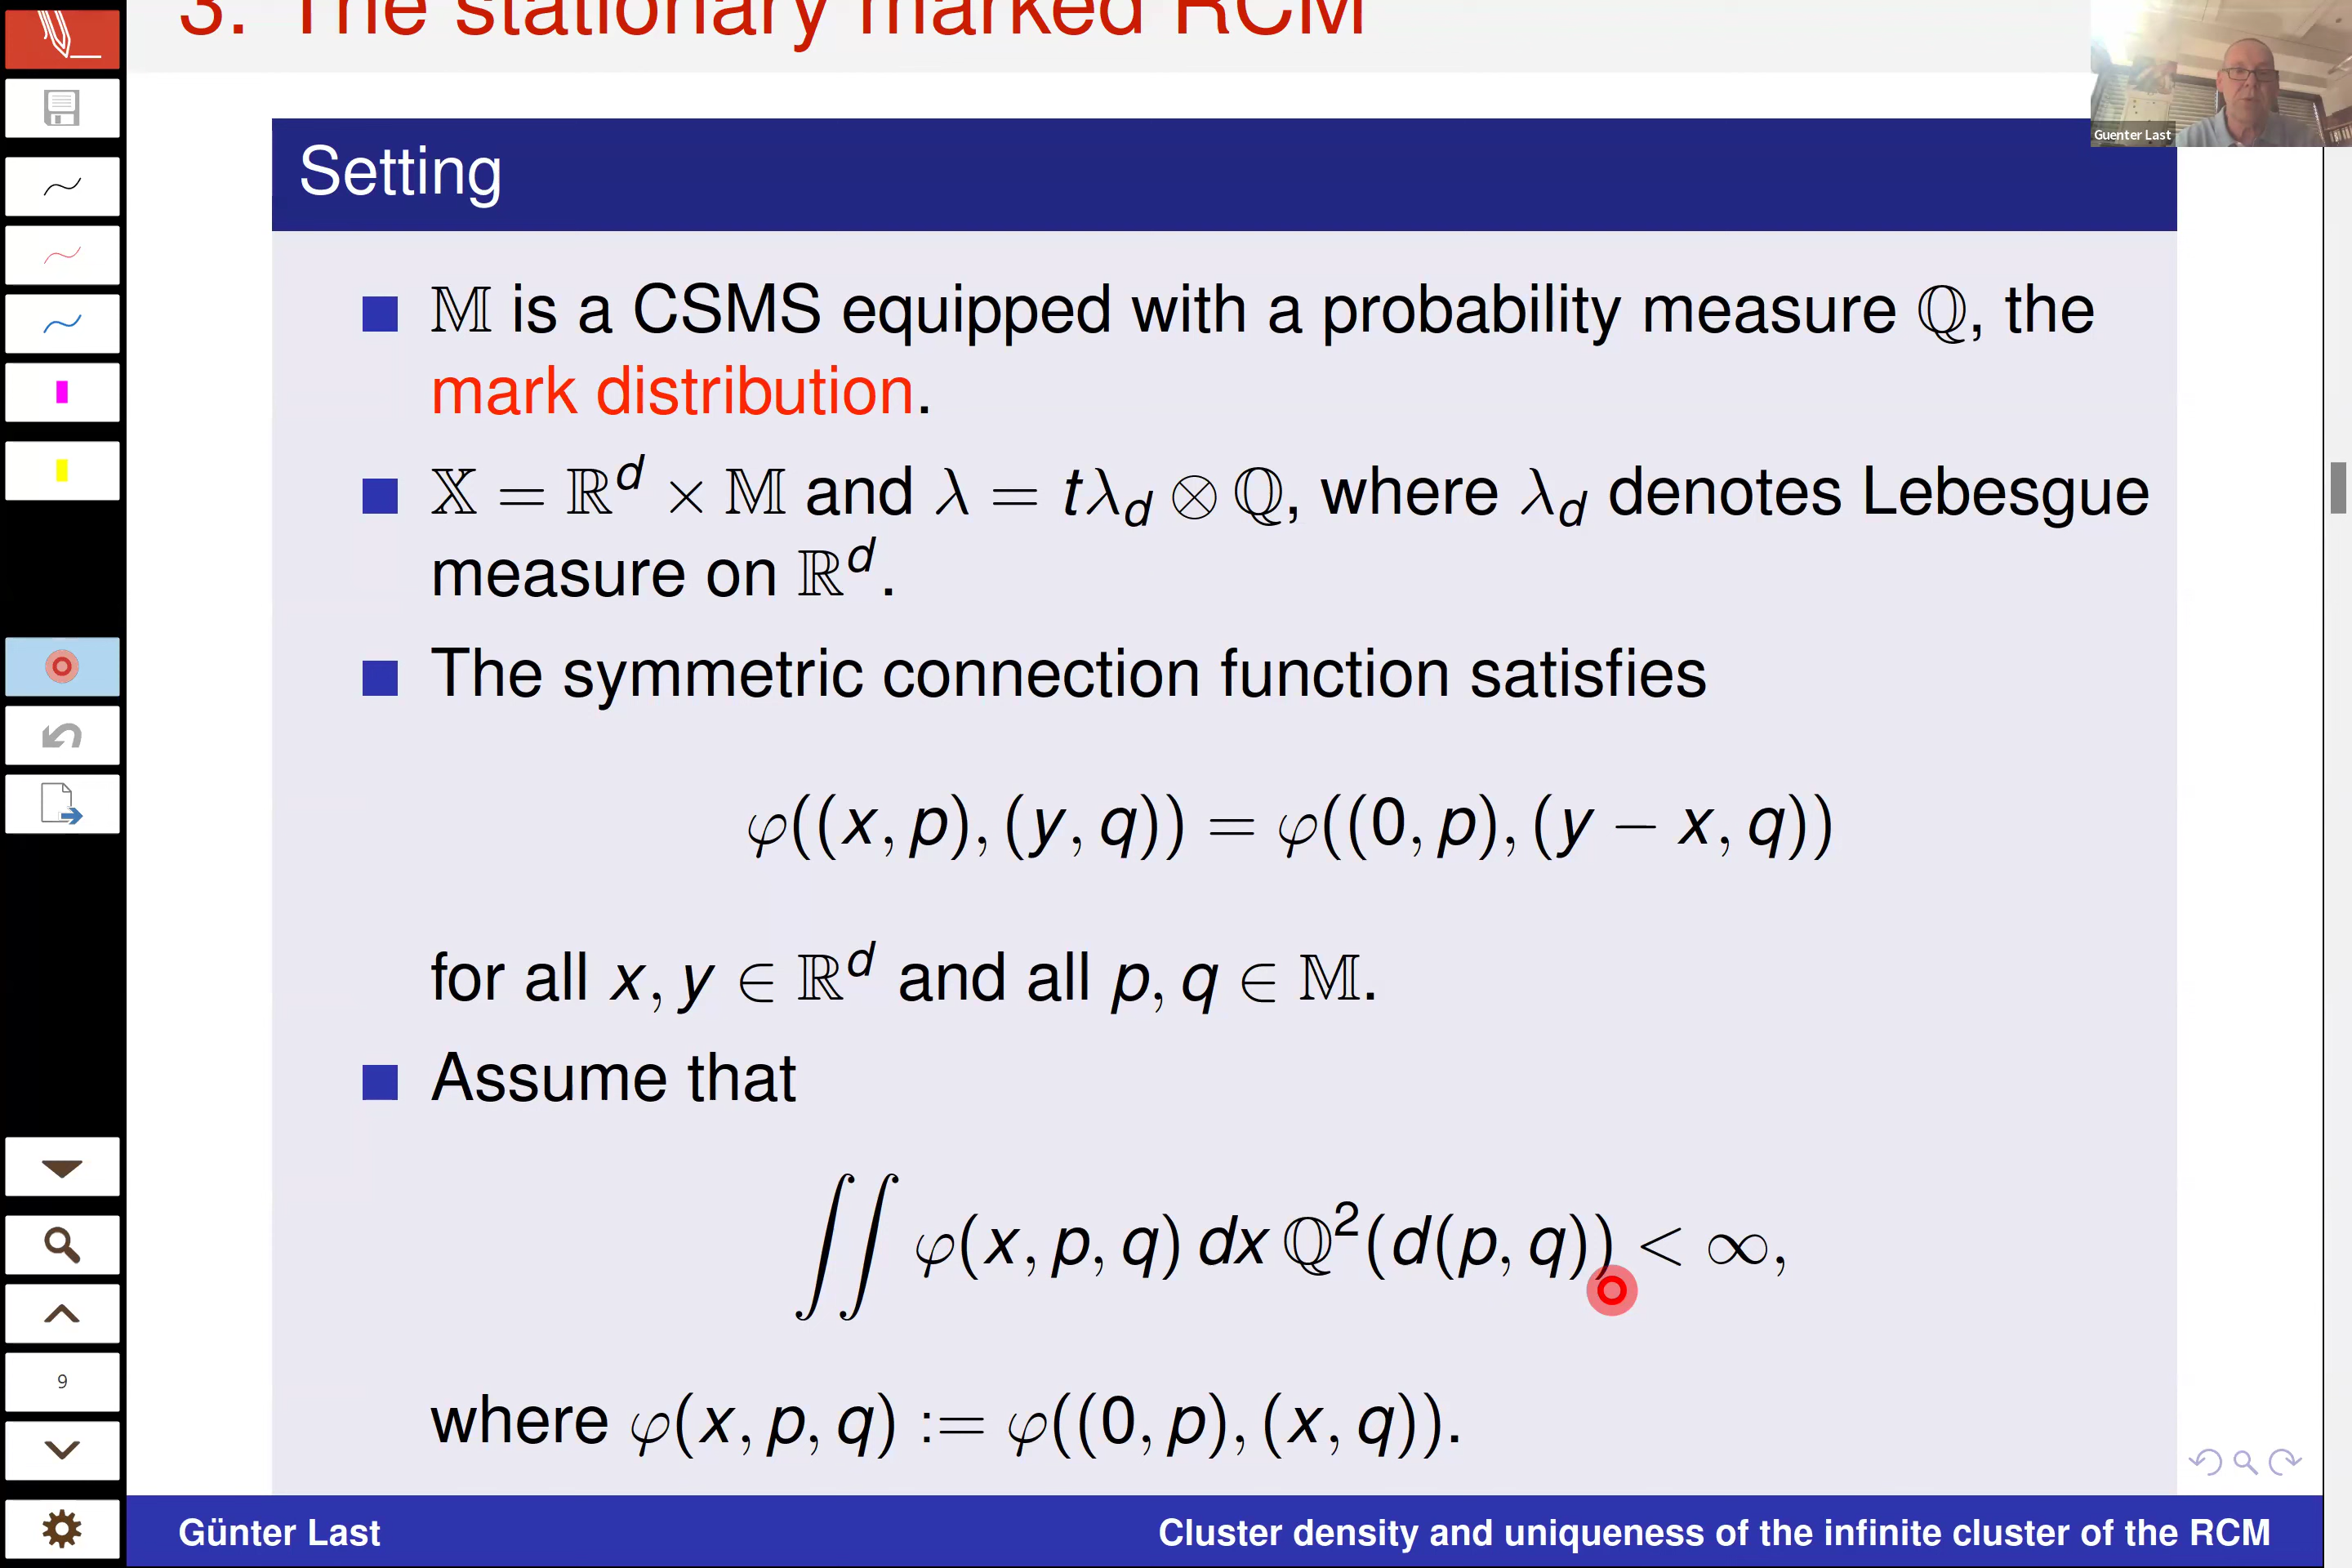 3. The stationary marked RCM
Guenter Last
Setting
𝕄 is a CSMS equipped with a probability measure ℚ, the
mark distribution.
𝕏 = ℝ^d × 𝕄 and λ = tλ_d ⊗ ℚ, where λ_d denotes Lebesgue
measure on ℝ^d.
The symmetric connection function satisfies
φ((x, p), (y, q)) = φ((0, p), (y − x, q))
for all x, y ∈ ℝ^d and all p, q ∈ 𝕄.
Assume that
∬ φ(x, p, q) dx ℚ²(d(p, q)) < ∞,
where φ(x, p, q) := φ((0, p), (x, q)).
9
Günter Last
Cluster density and uniqueness of the infinite cluster of the RCM